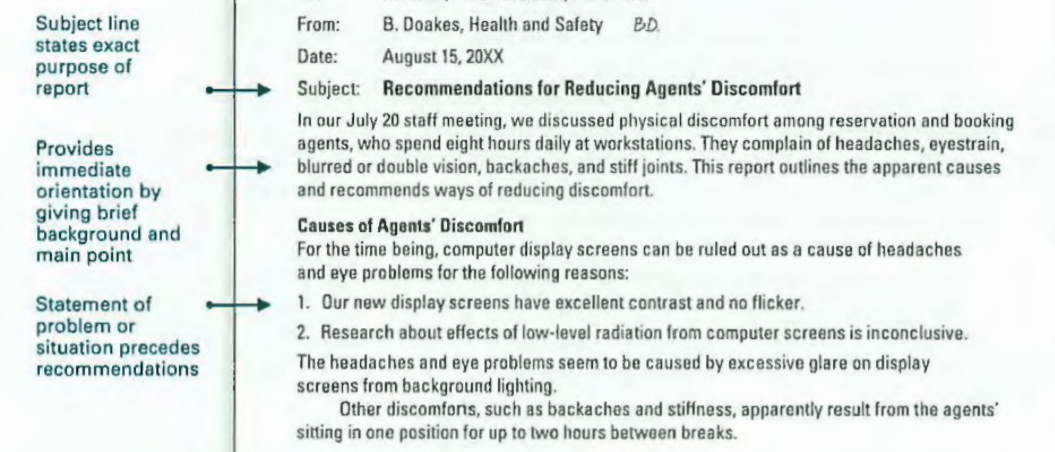 Subject line
states exact
purpose of
report
Provides
immediate
orientation by
giving brief
background and
main point
Statement of
problem or
situation precedes
recommendations
From: B. Doakes, Health and Safety B.D.
Date: August 15, 20XX
Subject: Recommendations for Reducing Agents' Discomfort
In our July 20 staff meeting, we discussed physical discomfort among reservation and booking
agents, who spend eight hours daily at workstations. They complain of headaches, eyestrain,
blurred or double vision, backaches, and stiff joints. This report outlines the apparent causes
and recommends ways of reducing discomfort.
Causes of Agents' Discomfort
For the time being, computer display screens can be ruled out as a cause of headaches
and eye problems for the following reasons:
1. Our new display screens have excellent contrast and no flicker.
2. Research about effects of low-level radiation from computer screens is inconclusive.
The headaches and eye problems seem to be caused by excessive glare on display
screens from background lighting.
Other discomforts, such as backaches and stiffness, apparently result from the agents'
sitting in one position for up to two hours between breaks.